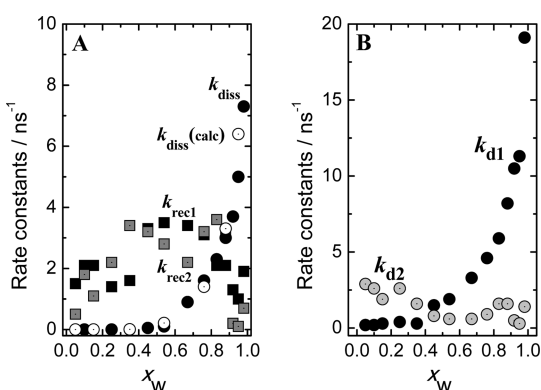 A
Rate constants / ns⁻¹
10
8
6
4
2
0
k_diss
k_diss(calc)
k_rec1
k_rec2
0.0 0.2 0.4 0.6 0.8 1.0
x_w
B
Rate constants / ns⁻¹
20
15
10
5
0
k_d1
k_d2
0.0 0.2 0.4 0.6 0.8 1.0
x_w